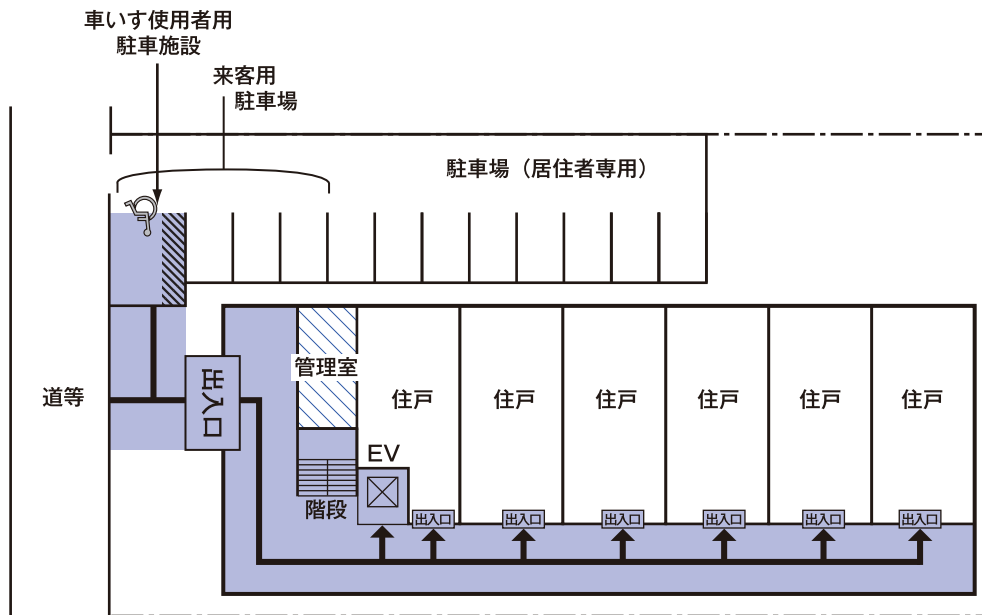 車いす使用者用
駐車施設
来客用
駐車場
駐車場（居住者専用）
道等
出入口
管理室
住戸
住戸
住戸
住戸
住戸
住戸
EV
階段
出入口
出入口
出入口
出入口
出入口
出入口